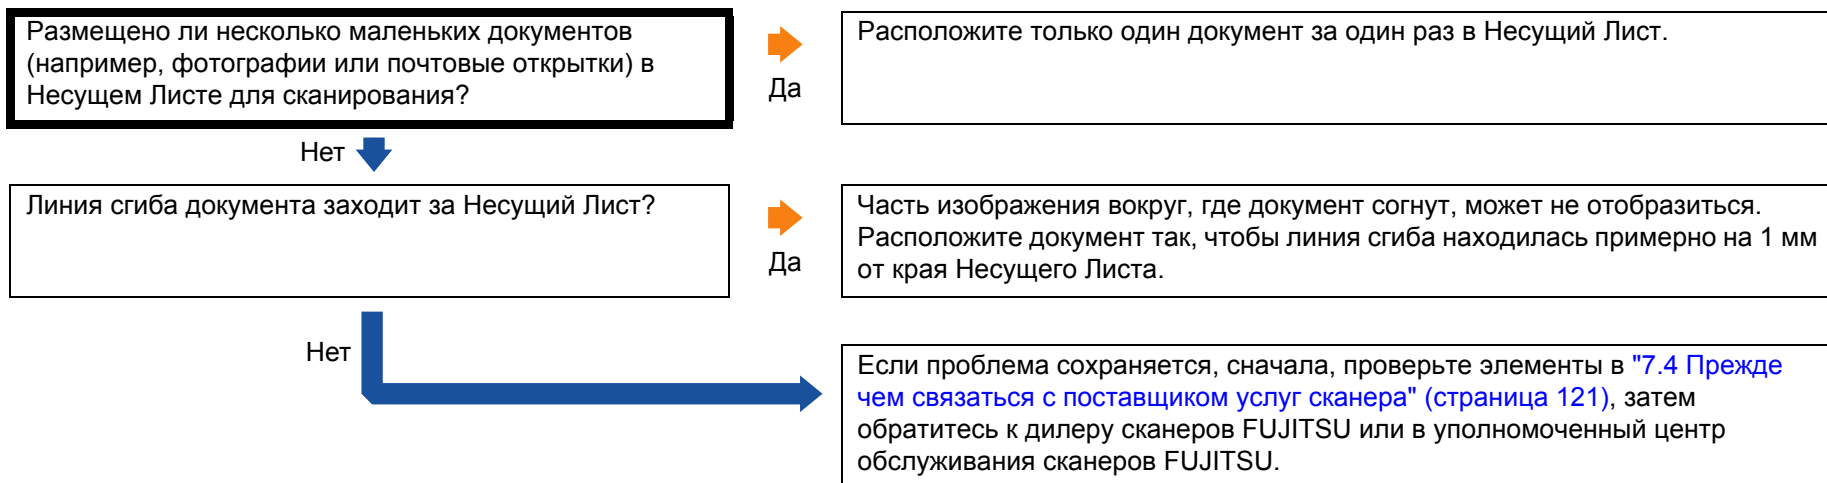 Размещено ли несколько маленьких документов
(например, фотографии или почтовые открытки) в
Несущем Листе для сканирования?
Да
Расположите только один документ за один раз в Несущий Лист.
Нет
Линия сгиба документа заходит за Несущий Лист?
Да
Часть изображения вокруг, где документ согнут, может не отобразиться.
Расположите документ так, чтобы линия сгиба находилась примерно на 1 мм
от края Несущего Листа.
Нет
Если проблема сохраняется, сначала, проверьте элементы в "7.4 Прежде
чем связаться с поставщиком услуг сканера" (страница 121), затем
обратитесь к дилеру сканеров FUJITSU или в уполномоченный центр
обслуживания сканеров FUJITSU.